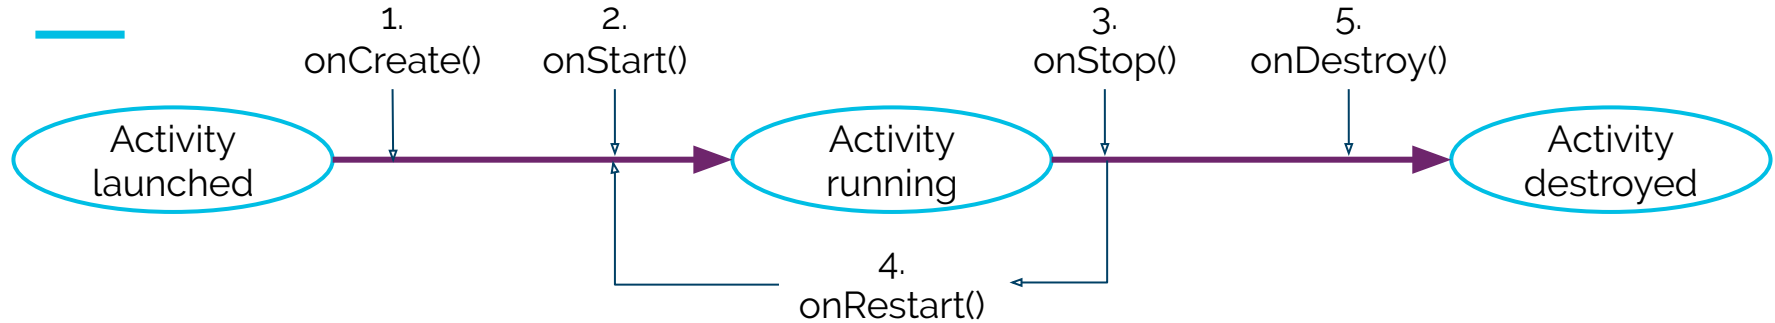 1.
onCreate()
2.
onStart()
3.
onStop()
5.
onDestroy()
Activity
launched
Activity
running
Activity
destroyed
4.
onRestart()